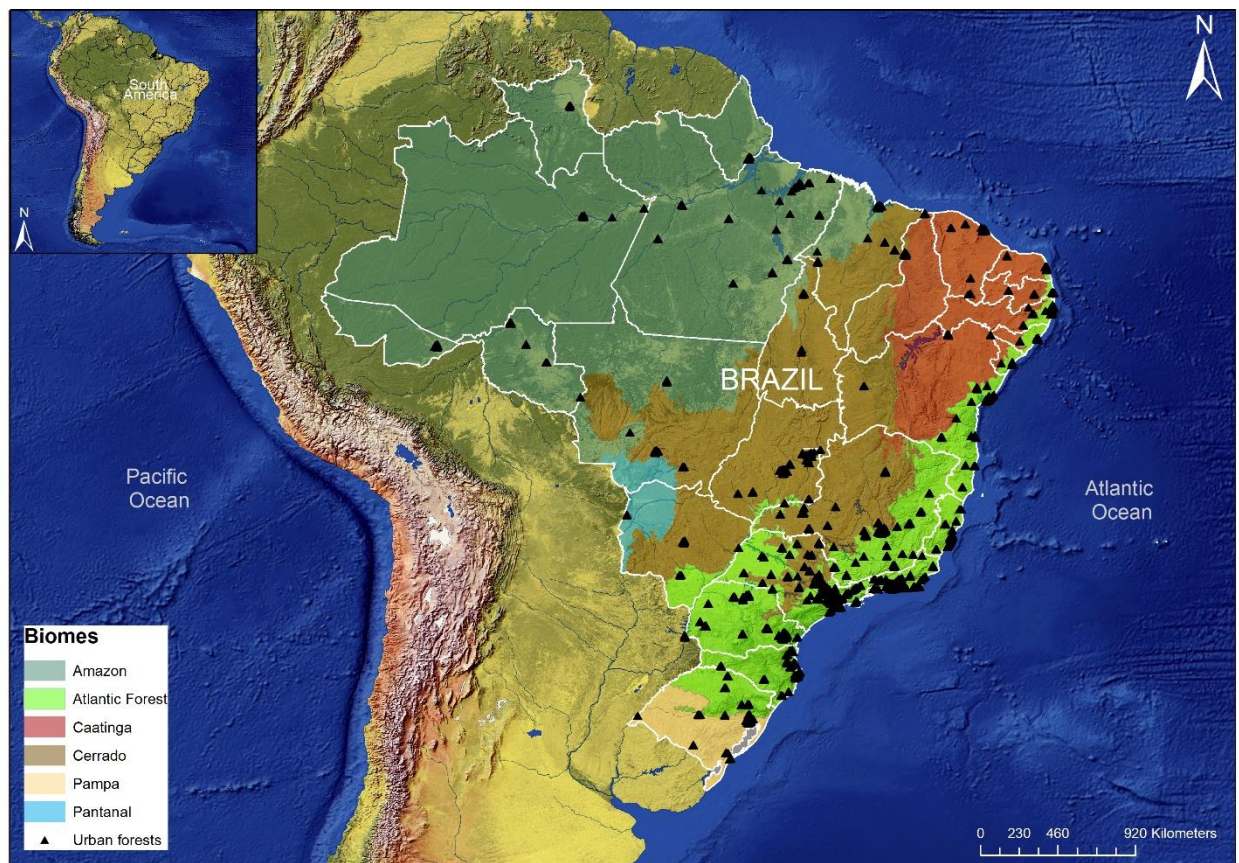 South
America
N
N
BRAZIL
Pacific
Ocean
Atlantic
Ocean
Biomes
Amazon
Atlantic Forest
Caatinga
Cerrado
Pampa
Pantanal
Urban forests
0 230 460 920 Kilometers